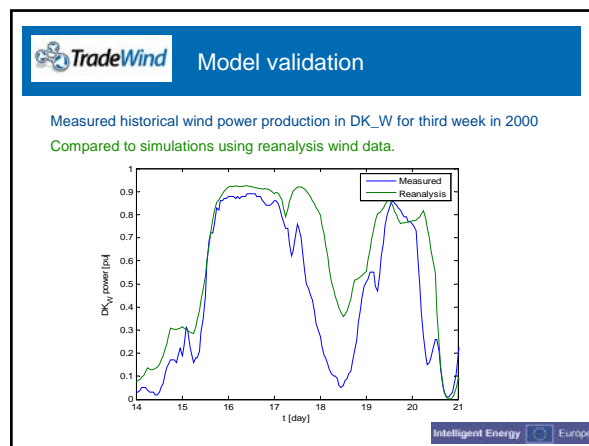 TradeWind
Model validation
Measured historical wind power production in DK_W for third week in 2000
Compared to simulations using reanalysis wind data.
1
0.9
0.8
0.7
0.6
0.5
0.4
0.3
0.2
0.1
0
DKW power [pu]
Measured
Reanalysis
14 15 16 17 18 19 20 21
t [day]
Intelligent Energy Europe